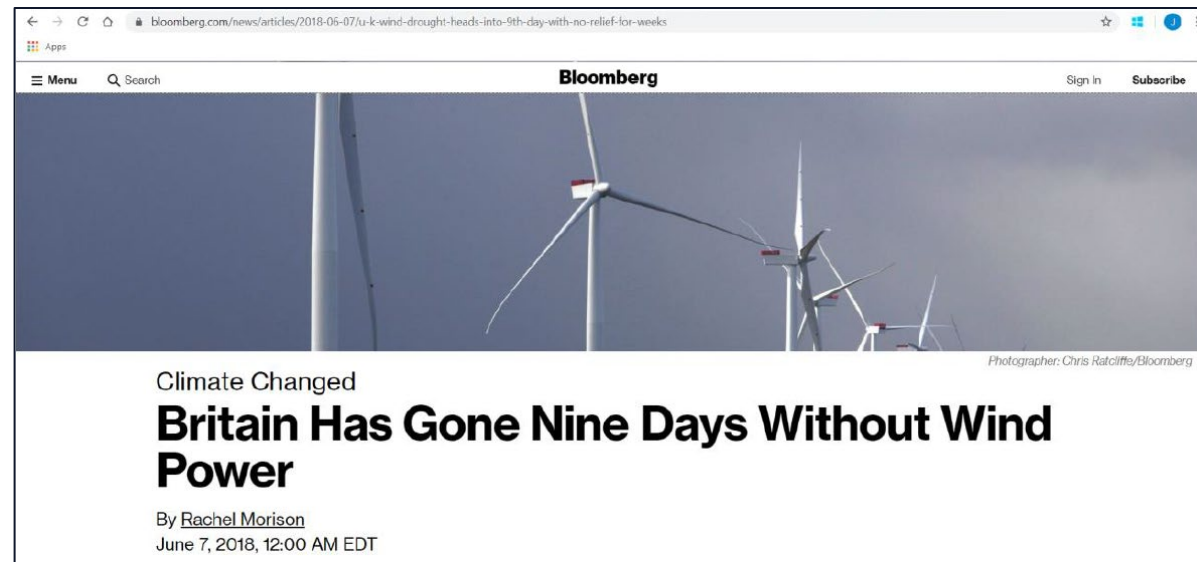 bloomberg.com/news/articles/2018-06-07/u-k-wind-drought-heads-into-9th-day-with-no-relief-for-weeks
J
Apps
Menu Search Bloomberg Sign In Subscribe
Photographer: Chris Ratcliffe/Bloomberg
Climate Changed
Britain Has Gone Nine Days Without Wind
Power
By Rachel Morison
June 7, 2018, 12:00 AM EDT